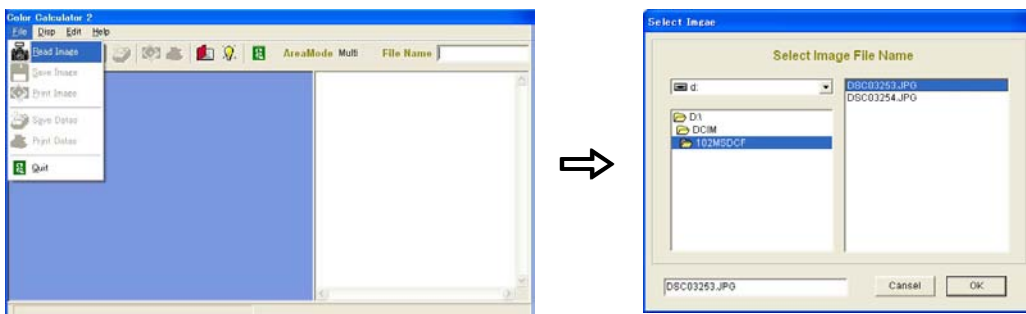 Color Calculator 2
File Disp Edit Help
Read Image
AreaMode Multi File Name
Save Image
Print Image
Save Datas
Print Datas
Quit
Select Imgae
Select Image File Name
d:
DSC03253.JPG
DSC03254.JPG
D:\
DCIM
102MSDCF
DSC03253.JPG
Cansel
OK